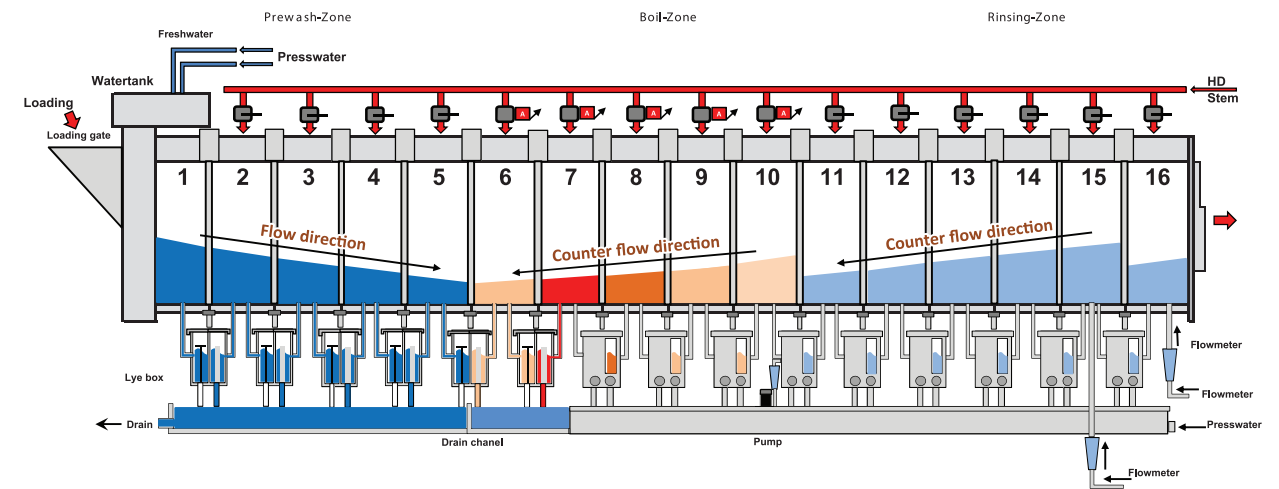 Prewash-Zone
Boil-Zone
Rinsing-Zone
Freshwater
Presswater
Watertank
HD
Stem
Loading
Loading gate
A
A
A
A
A
1
2
3
4
5
6
7
8
9
10
11
12
13
14
15
16
Flow direction
Counter flow direction
Counter flow direction
Flowmeter
Lye box
Flowmeter
Drain
Presswater
Drain chanel
Pump
Flowmeter